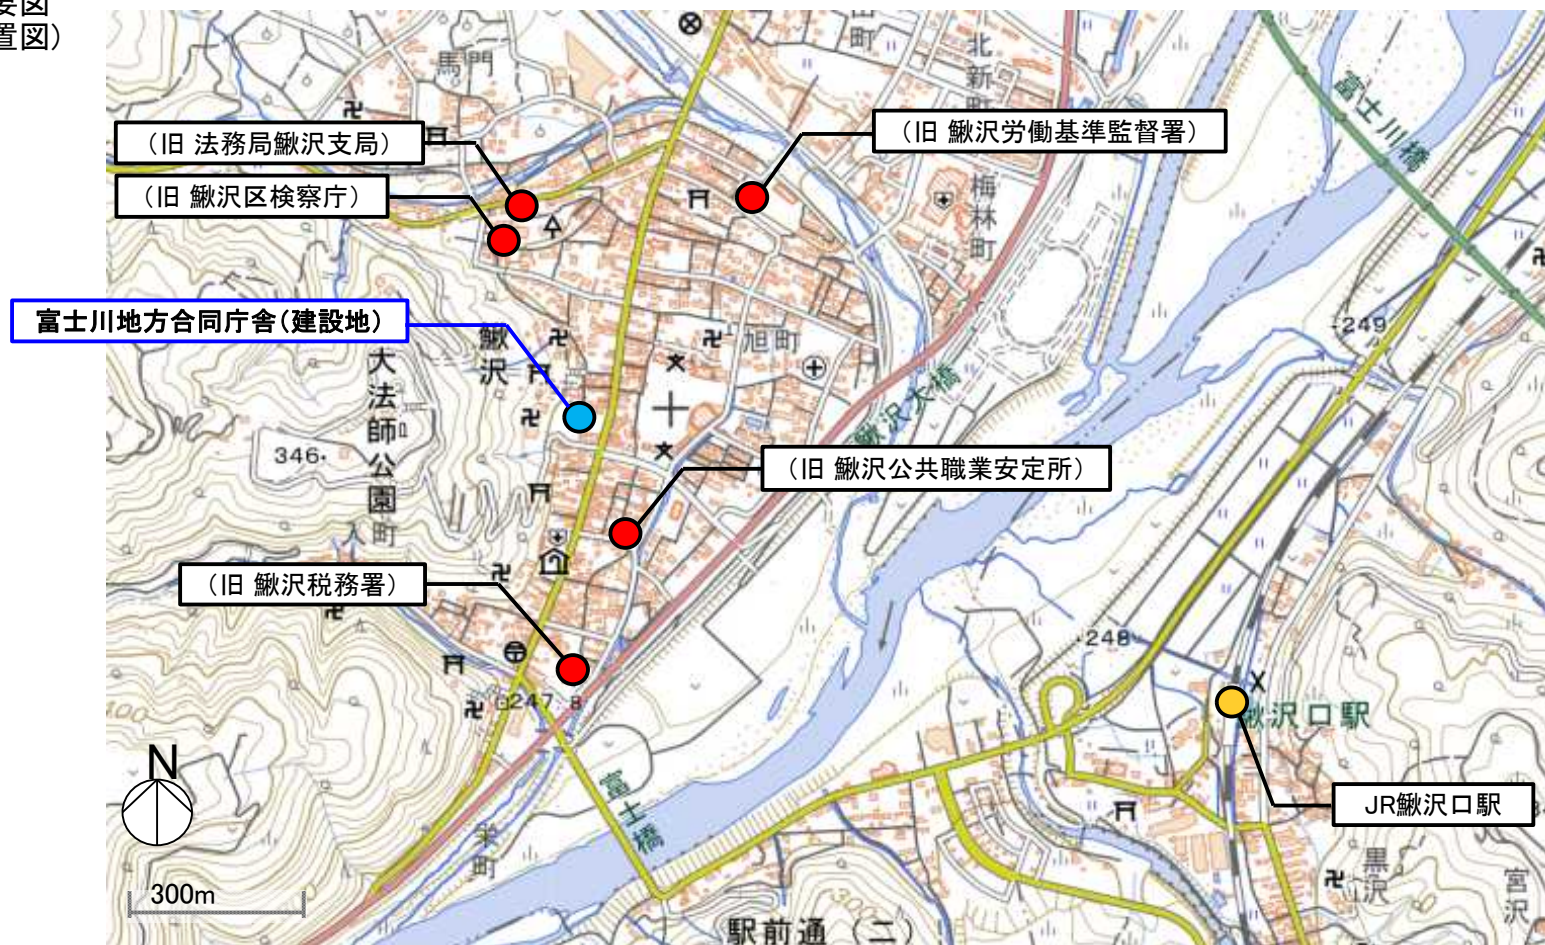 要図
置図）
馬門
北新町
富士川橋
（旧 法務局鰍沢支局）
（旧 鰍沢労働基準監督署）
（旧 鰍沢区検察庁）
梅林町
富士川地方合同庁舎（建設地）
鰍沢
旭町
249
大法師公園
鰍沢大橋
346
（旧 鰍沢公共職業安定所）
入町
（旧 鰍沢税務署）
248
247.8
鰍沢口駅
N
富士橋
JR鰍沢口駅
栄町
黒沢
宮沢
300m
駅前通（二）